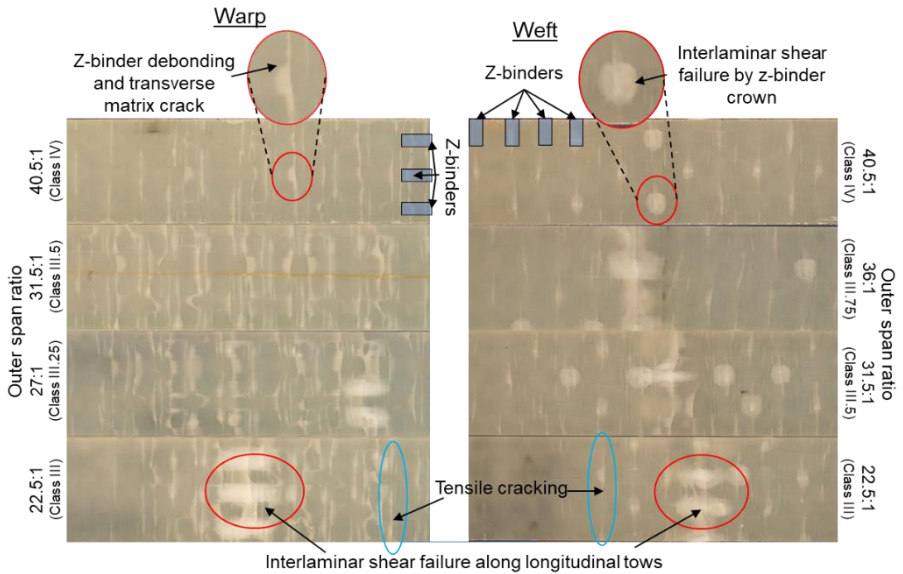 Warp
Weft
Z-binder debonding
and transverse
matrix crack
Z-binders
Interlaminar shear
failure by z-binder
crown
Outer span ratio
40.5:1
(Class IV)
31.5:1
(Class III.5)
27:1
(Class III.25)
22.5:1
(Class III)
Z-binders
40.5:1
(Class IV)
36:1
(Class III.75)
31.5:1
(Class III.5)
22.5:1
(Class III)
Outer span ratio
Tensile cracking
Interlaminar shear failure along longitudinal tows